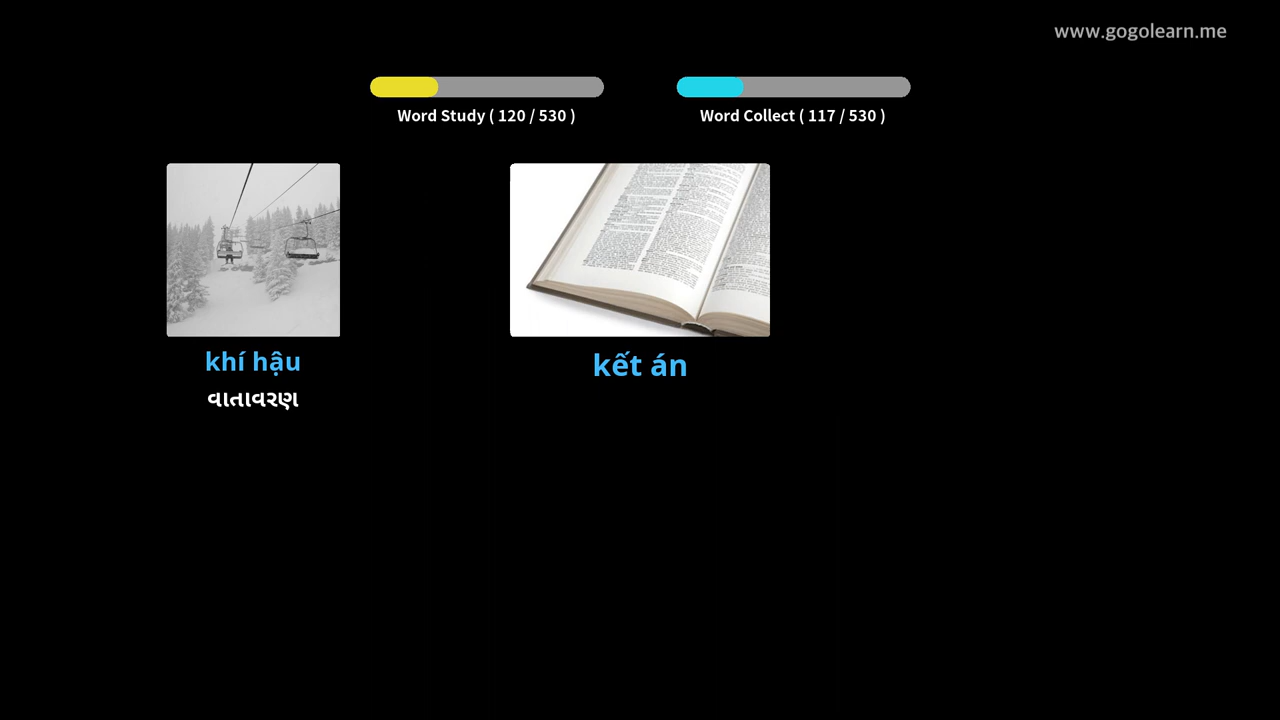 www.gogolearn.me
Word Study ( 120 / 530 )
Word Collect ( 117 / 530 )
khí hậu
વાતાવરણ
kết án